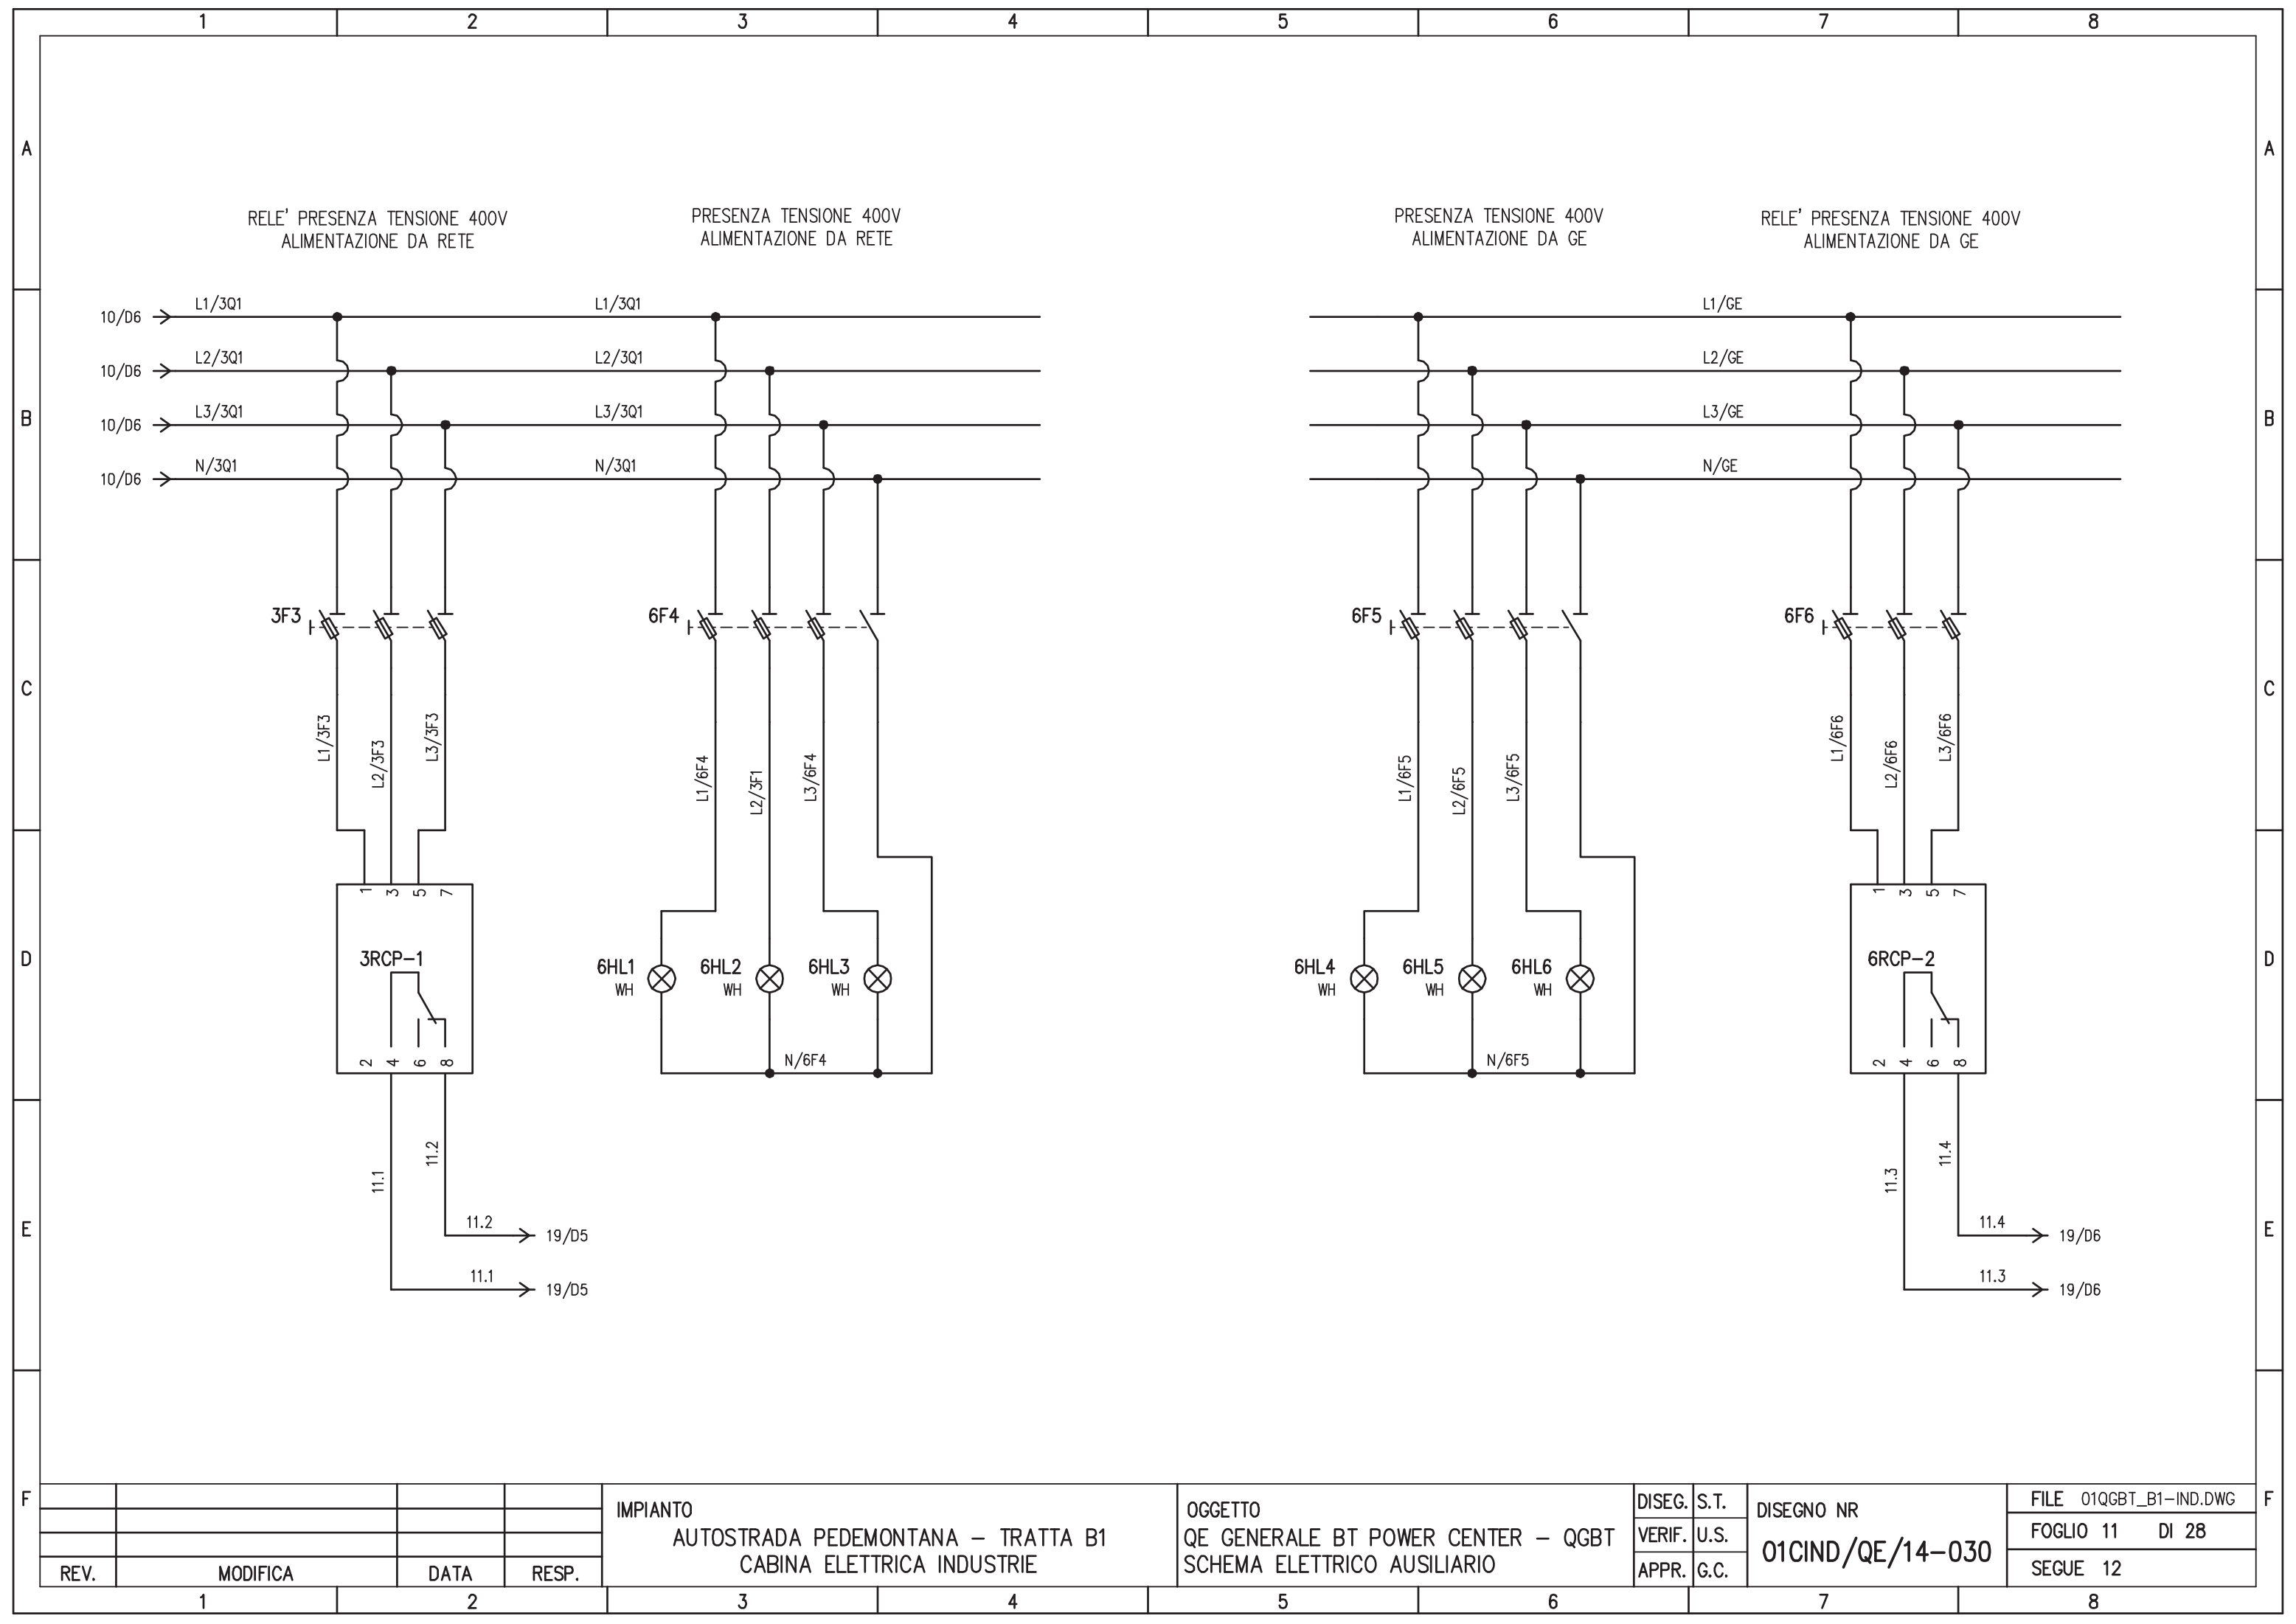 1 2 3 4 5 6 7 8
A A
RELE' PRESENZA TENSIONE 400V
ALIMENTAZIONE DA RETE
PRESENZA TENSIONE 400V
ALIMENTAZIONE DA RETE
PRESENZA TENSIONE 400V
ALIMENTAZIONE DA GE
RELE' PRESENZA TENSIONE 400V
ALIMENTAZIONE DA GE
10/D6 L1/3Q1 L1/3Q1 L1/GE
10/D6 L2/3Q1 L2/3Q1 L2/GE
B 10/D6 L3/3Q1 L3/3Q1 L3/GE B
10/D6 N/3Q1 N/3Q1 N/GE
3F3 6F4 6F5 6F6
C C
L1/3F3
L2/3F3
L3/3F3
L1/6F4
L2/3F1
L3/6F4
L1/6F5
L2/6F5
L3/6F5
L1/6F6
L2/6F6
L3/6F6
1 3 5 7
1 3 5 7
D D
3RCP-1
6HL1 6HL2 6HL3
WH WH WH
6HL4 6HL5 6HL6
WH WH WH
6RCP-2
2 4 6 8
N/6F4
N/6F5
2 4 6 8
11.1
11.2
11.3
11.4
E E
11.2 19/D5
11.1 19/D5
11.4 19/D6
11.3 19/D6
F F
REV. MODIFICA DATA RESP.
IMPIANTO
AUTOSTRADA PEDEMONTANA - TRATTA B1
CABINA ELETTRICA INDUSTRIE
OGGETTO
QE GENERALE BT POWER CENTER - QGBT
SCHEMA ELETTRICO AUSILIARIO
DISEG. S.T.
VERIF. U.S.
APPR. G.C.
DISEGNO NR
01CIND/QE/14-030
FILE 01QGBT_B1-IND.DWG
FOGLIO 11 DI 28
SEGUE 12
1 2 3 4 5 6 7 8